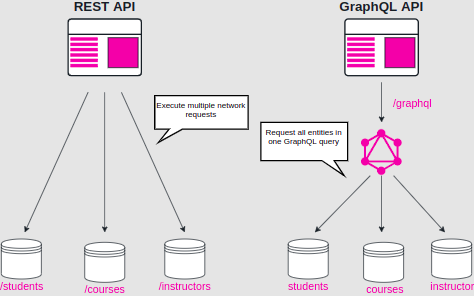 REST API
GraphQL API
/graphql
Execute multiple network
requests
Request all entities in
one GraphQL query
/students
/courses
/instructors
students
courses
instructor